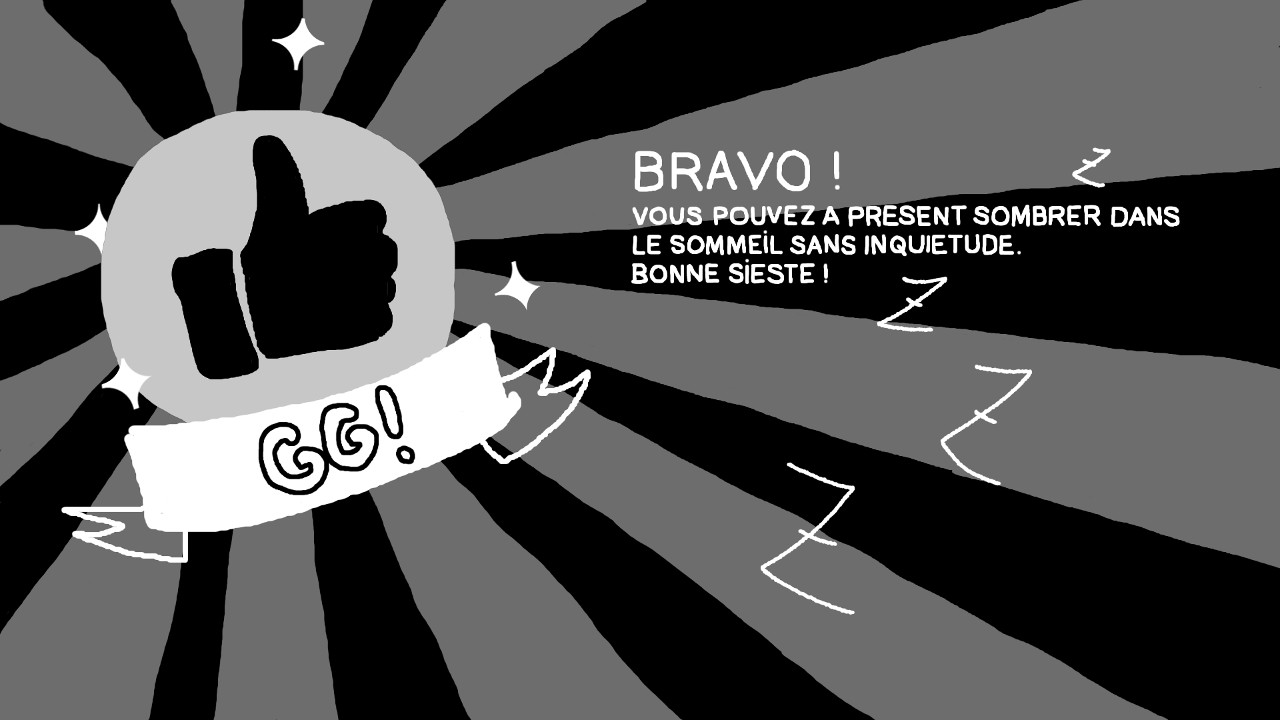 BRAVO !
VOUS POUVEZ A PRESENT SOMBRER DANS
LE SOMMEIL SANS INQUIETUDE.
BONNE SIESTE !
GG!
Z
Z
Z
Z